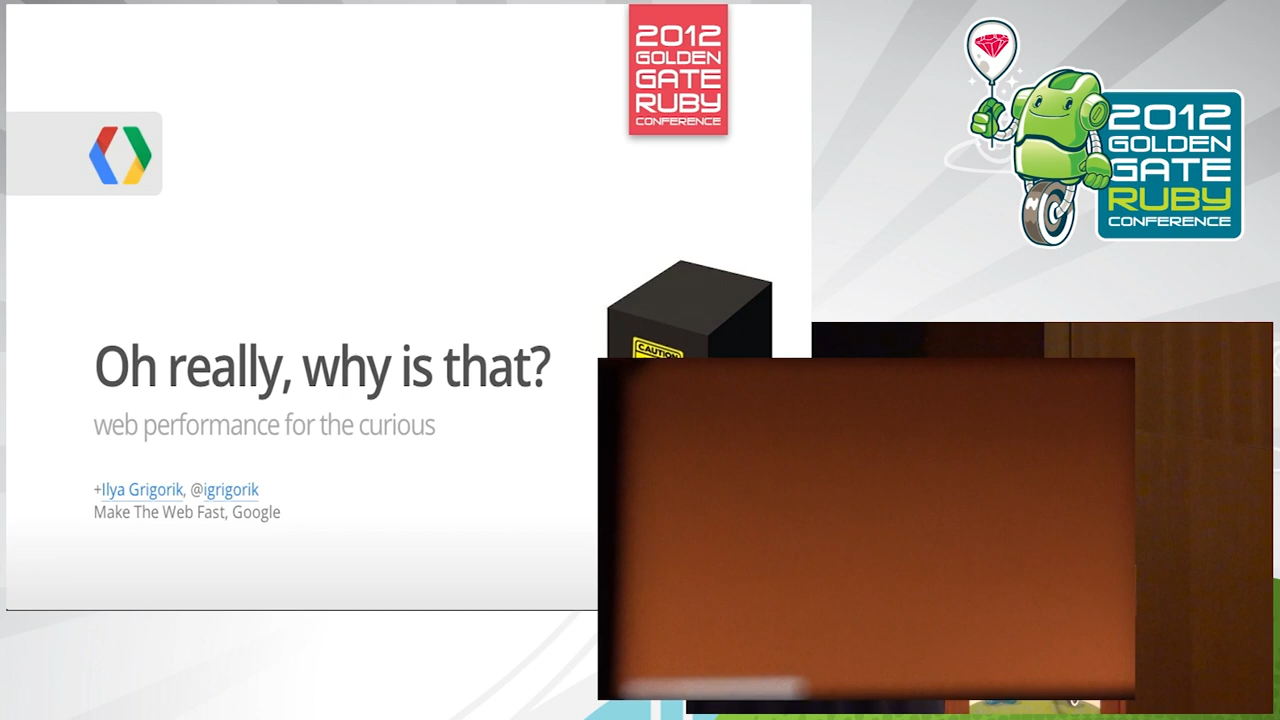 2012
GOLDEN
GATE
RUBY
CONFERENCE
2012
GOLDEN
GATE
RUBY
CONFERENCE
CAUTION
Oh really, why is that?
web performance for the curious
+Ilya Grigorik, @igrigorik
Make The Web Fast, Google